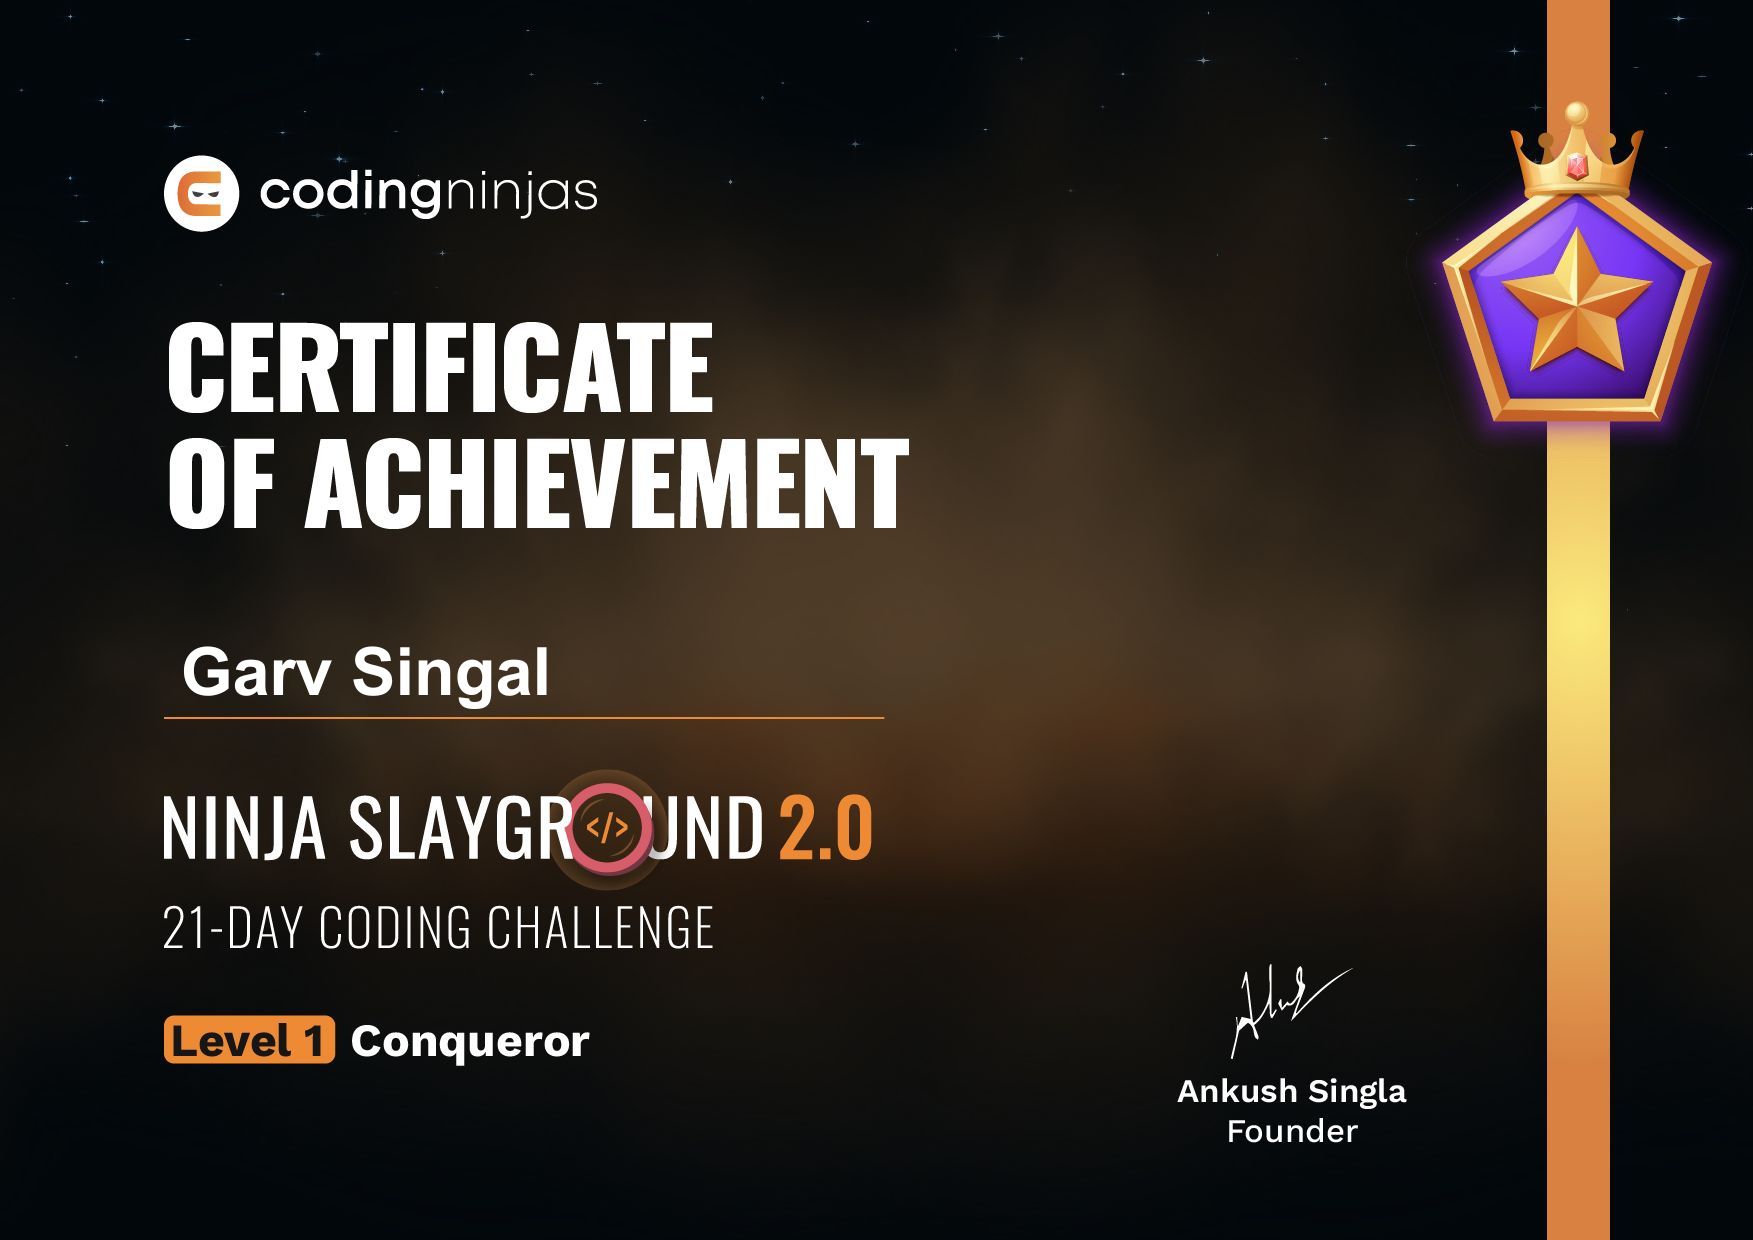 codingninjas
CERTIFICATE
OF ACHIEVEMENT
Garv Singal
NINJA SLAYGROUND 2.0
</>
21-DAY CODING CHALLENGE
Level 1 Conqueror
Ankush Singla
Founder